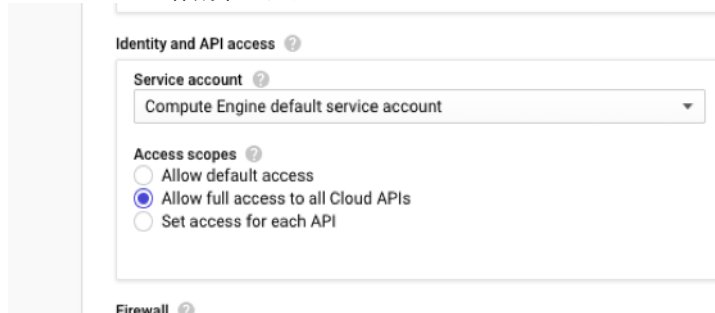 Identity and API access
Service account
Compute Engine default service account
Access scopes
Allow default access
Allow full access to all Cloud APIs
Set access for each API
Firewall